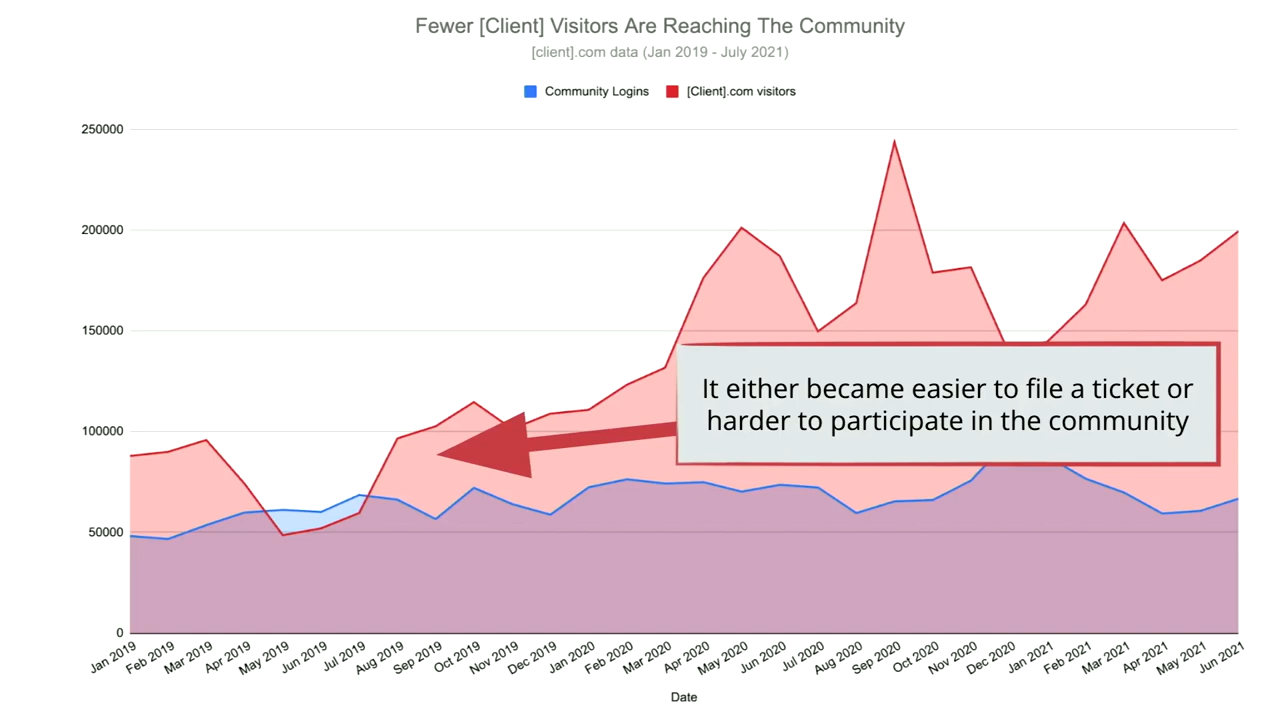 Fewer [Client] Visitors Are Reaching The Community
[client].com data (Jan 2019 - July 2021)
Community Logins
[Client].com visitors
250000
200000
150000
100000
50000
0
It either became easier to file a ticket or
harder to participate in the community
Jan 2019
Feb 2019
Mar 2019
Apr 2019
May 2019
Jun 2019
Jul 2019
Aug 2019
Sep 2019
Oct 2019
Nov 2019
Dec 2019
Jan 2020
Feb 2020
Mar 2020
Apr 2020
May 2020
Jun 2020
Jul 2020
Aug 2020
Sep 2020
Oct 2020
Nov 2020
Dec 2020
Jan 2021
Feb 2021
Mar 2021
Apr 2021
May 2021
Jun 2021
Date